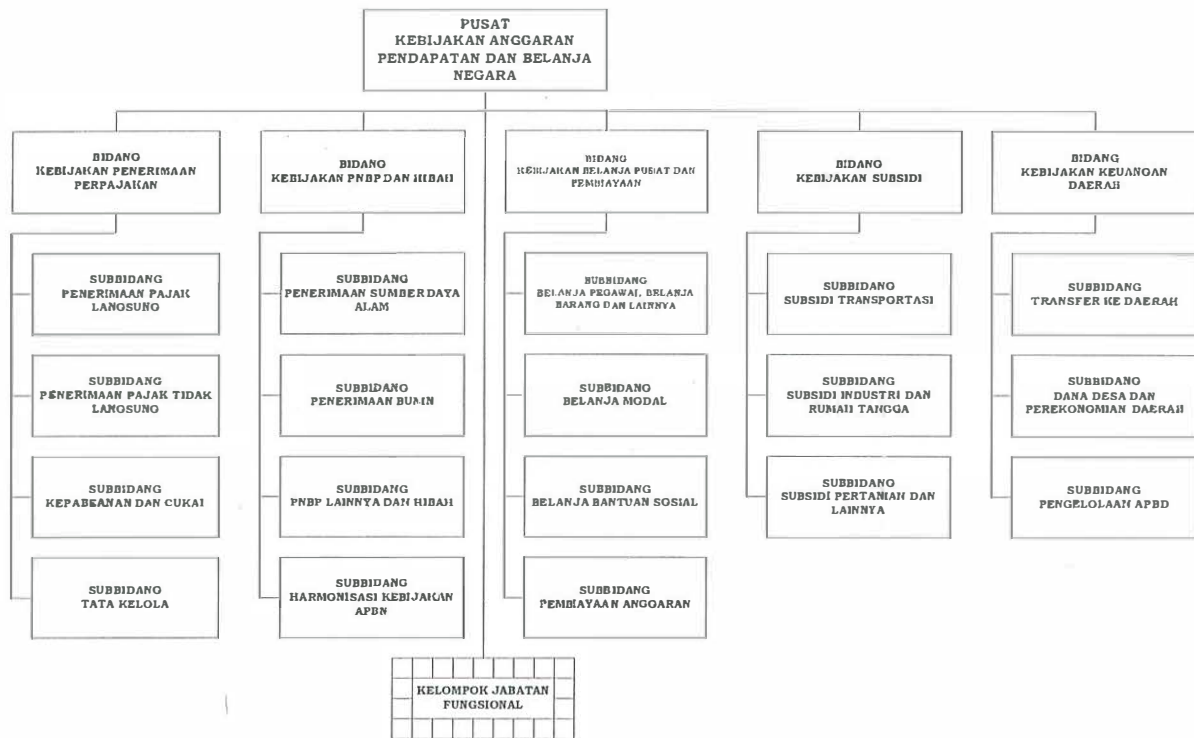 PUSAT
KEBIJAKAN ANGGARAN
PENDAPATAN DAN BELANJA
NEGARA
BIDANG
KEBIJAKAN PENERIMAAN
PERPAJAKAN
BIDANG
KEBIJAKAN PNBP DAN HIBAH
BIDANG
KEBIJAKAN BELANJA PUSAT DAN
PEMBIAYAAN
BIDANG
KEBIJAKAN SUBSIDI
BIDANG
KEBIJAKAN KEUANGAN
DAERAH
SUBBIDANG
PENERIMAAN PAJAK
LANGSUNG
SUBBIDANG
PENERIMAAN SUMBER DAYA
ALAM
SUBBIDANG
BELANJA PEGAWAI, BELANJA
BARANG DAN LAINNYA
SUBBIDANG
SUBSIDI TRANSPORTASI
SUBBIDANG
TRANSFER KE DAERAH
SUBBIDANG
PENERIMAAN PAJAK TIDAK
LANGSUNG
SUBBIDANG
PENERIMAAN BUMN
SUBBIDANG
BELANJA MODAL
SUBBIDANG
SUBSIDI INDUSTRI DAN
RUMAH TANGGA
SUBBIDANG
DANA DESA DAN
PEREKONOMIAN DAERAH
SUBBIDANG
KEPABEANAN DAN CUKAI
SUBBIDANG
PNBP LAINNYA DAN HIBAH
SUBBIDANG
BELANJA BANTUAN SOSIAL
SUBBIDANG
SUBSIDI PERTANIAN DAN
LAINNYA
SUBBIDANG
PENGELOLAAN APBD
SUBBIDANG
TATA KELOLA
SUBBIDANG
HARMONISASI KEBIJAKAN
APBN
SUBBIDANG
PEMBIAYAAN ANGGARAN
KELOMPOK JABATAN
FUNGSIONAL